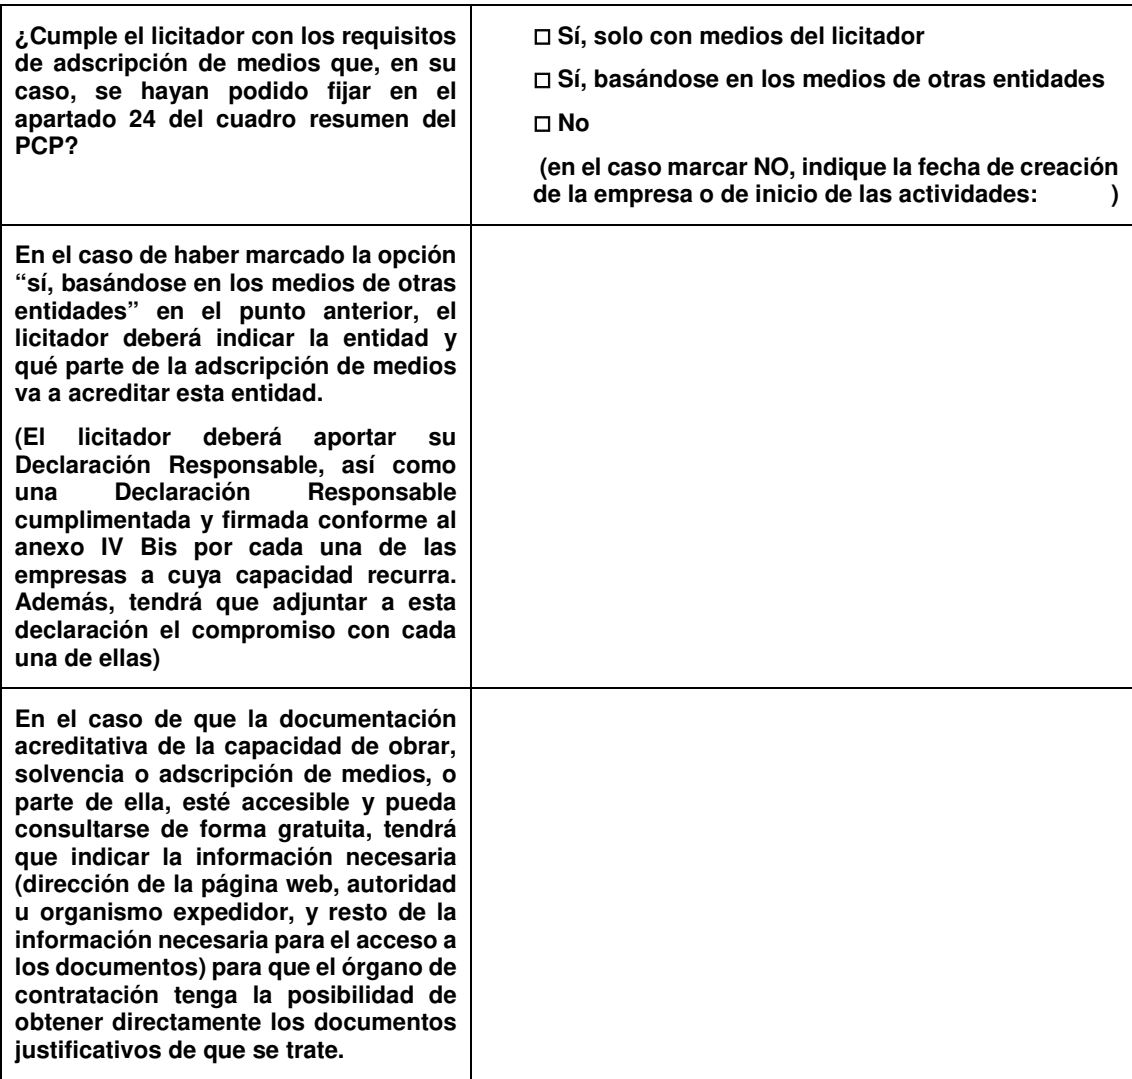 ¿Cumple el licitador con los requisitos
de adscripción de medios que, en su
caso, se hayan podido fijar en el
apartado 24 del cuadro resumen del
PCP?
☐ Sí, solo con medios del licitador
☐ Sí, basándose en los medios de otras entidades
☐ No
(en el caso marcar NO, indique la fecha de creación
de la empresa o de inicio de las actividades: )
En el caso de haber marcado la opción
“sí, basándose en los medios de otras
entidades” en el punto anterior, el
licitador deberá indicar la entidad y
qué parte de la adscripción de medios
va a acreditar esta entidad.
(El licitador deberá aportar su
Declaración Responsable, así como
una Declaración Responsable
cumplimentada y firmada conforme al
anexo IV Bis por cada una de las
empresas a cuya capacidad recurra.
Además, tendrá que adjuntar a esta
declaración el compromiso con cada
una de ellas)
En el caso de que la documentación
acreditativa de la capacidad de obrar,
solvencia o adscripción de medios, o
parte de ella, esté accesible y pueda
consultarse de forma gratuita, tendrá
que indicar la información necesaria
(dirección de la página web, autoridad
u organismo expedidor, y resto de la
información necesaria para el acceso a
los documentos) para que el órgano de
contratación tenga la posibilidad de
obtener directamente los documentos
justificativos de que se trate.